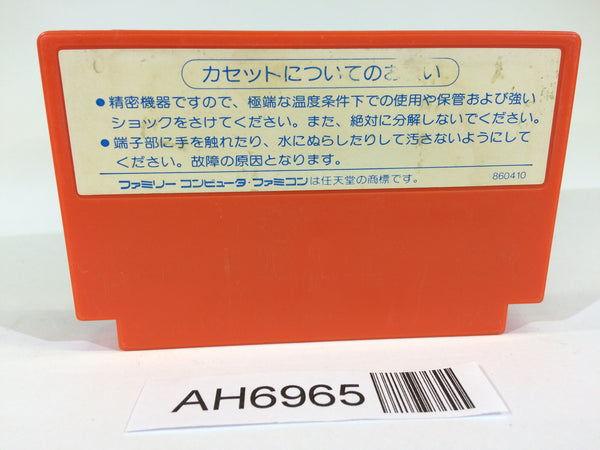 カセットについてのお い
●精密機器ですので、極端な温度条件下での使用や保管および強い
ショックをさけてください。また、絶対に分解しないでください。
●端子部に手を触れたり、水にぬらしたりして汚さないようにして
ください。故障の原因となります。
ファミリーコンピュータ・ファミコンは任天堂の商標です。
860410
AH6965